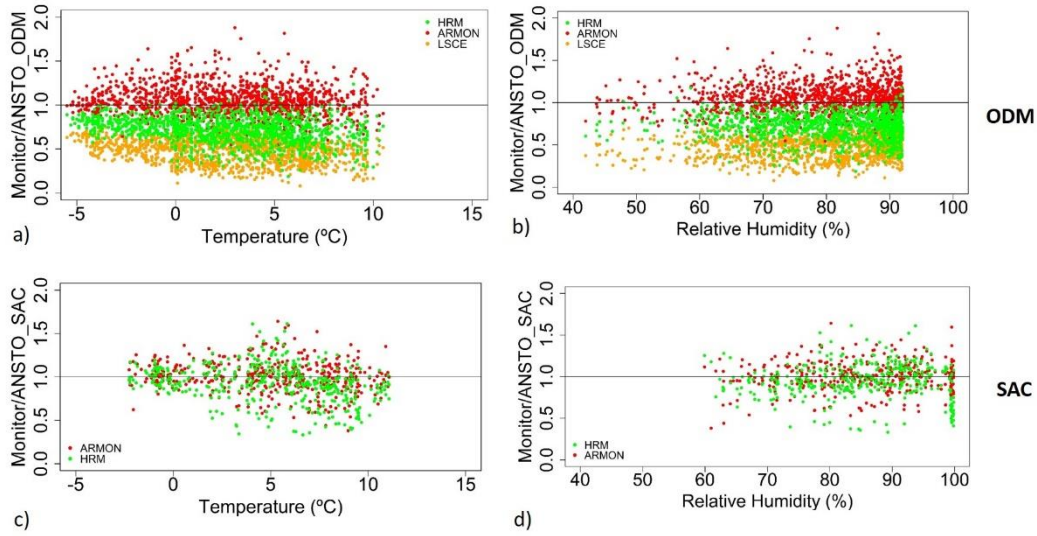 Monitor/ANSTO_ODM
2.0
1.5
1.0
0.5
0.0
HRM
ARMON
LSCE
-5
0
5
10
15
Temperature (ºC)
a)
Monitor/ANSTO_ODM
2.0
1.5
1.0
0.5
0.0
HRM
ARMON
LSCE
40
50
60
70
80
90
100
Relative Humidity (%)
b)
ODM
Monitor/ANSTO_SAC
2.0
1.5
1.0
0.5
0.0
ARMON
HRM
-5
0
5
10
15
Temperature (ºC)
c)
Monitor/ANSTO_SAC
2.0
1.5
1.0
0.5
0.0
HRM
ARMON
40
50
60
70
80
90
100
Relative Humidity (%)
d)
SAC